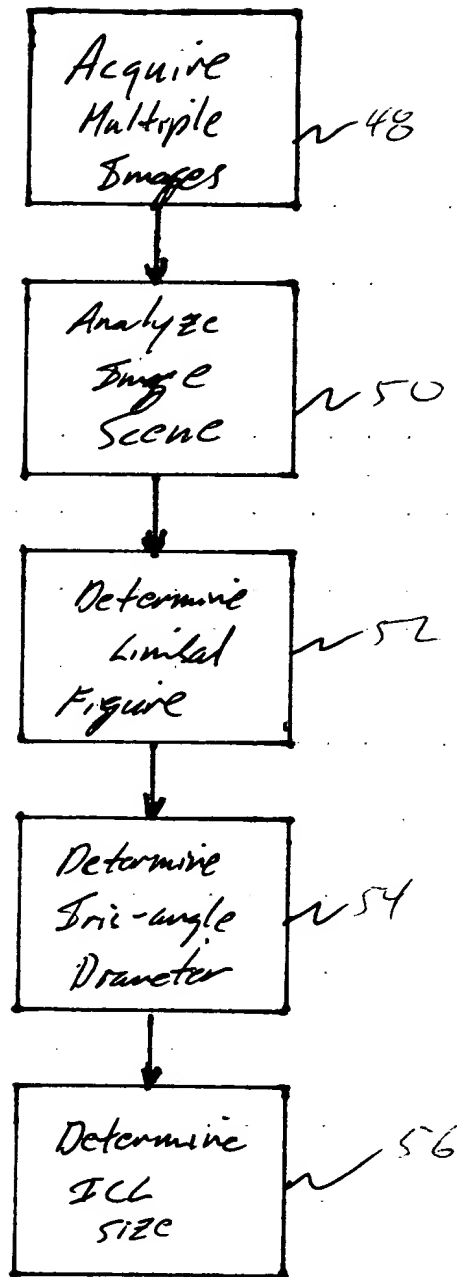 Acquire
Multiple
Images
48
Analyze
Image
Scene
50
Determine
Limbal
Figure
52
Determine
Iric-angle
Diameter
54
Determine
ICL
size
56